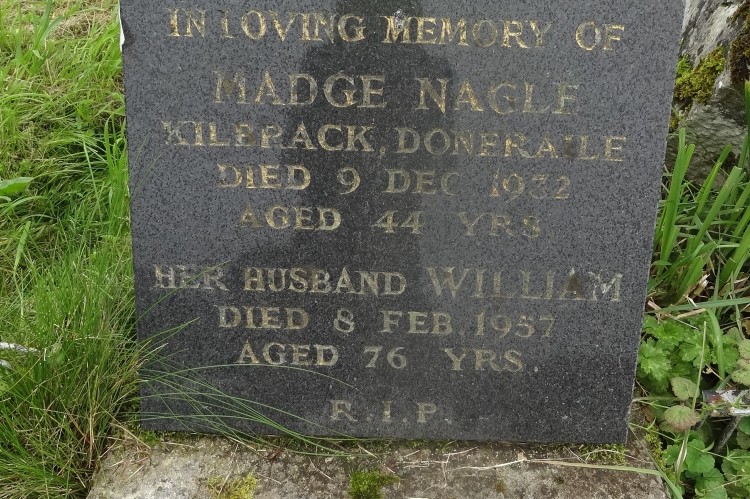 IN LOVING MEMORY OF
MADGE NAGLE
KILBRACK, DONERAILE
DIED 9 DEC 1932
AGED 44 YRS
HER HUSBAND WILLIAM
DIED 8 FEB. 1957
AGED 76 YRS.
R.I.P.